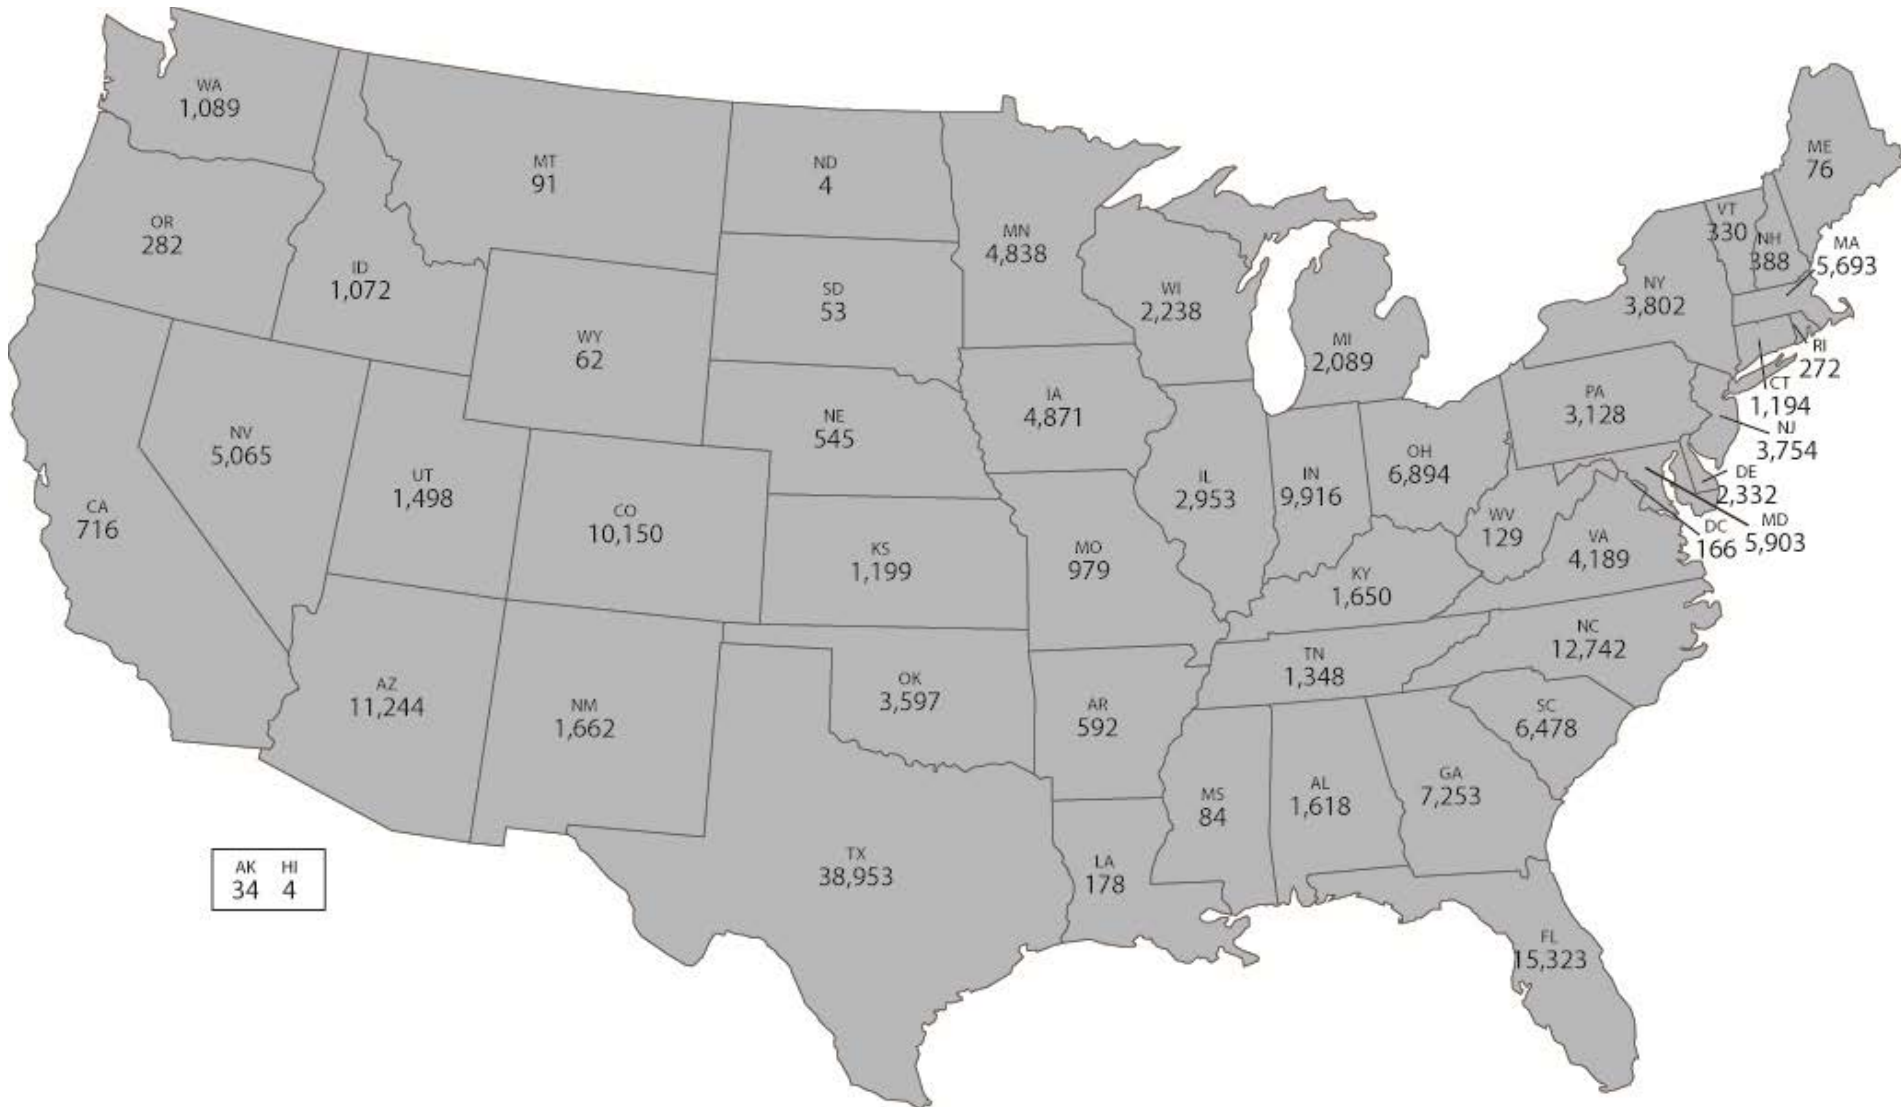 WA
1,089
MT
91
ND
4
ME
76
OR
282
ID
1,072
MN
4,838
VT
330
NH
388
MA
5,693
SD
53
WI
2,238
NY
3,802
WY
62
MI
2,089
RI
272
CT
1,194
NE
545
IA
4,871
PA
3,128
NJ
3,754
NV
5,065
UT
1,498
IL
2,953
IN
9,916
OH
6,894
DE
2,332
CA
716
CO
10,150
KS
1,199
MO
979
WV
129
VA
4,189
DC
166
MD
5,903
KY
1,650
NC
12,742
TN
1,348
AZ
11,244
NM
1,662
OK
3,597
AR
592
SC
6,478
MS
84
AL
1,618
GA
7,253
TX
38,953
LA
178
AK HI
34 4
FL
15,323